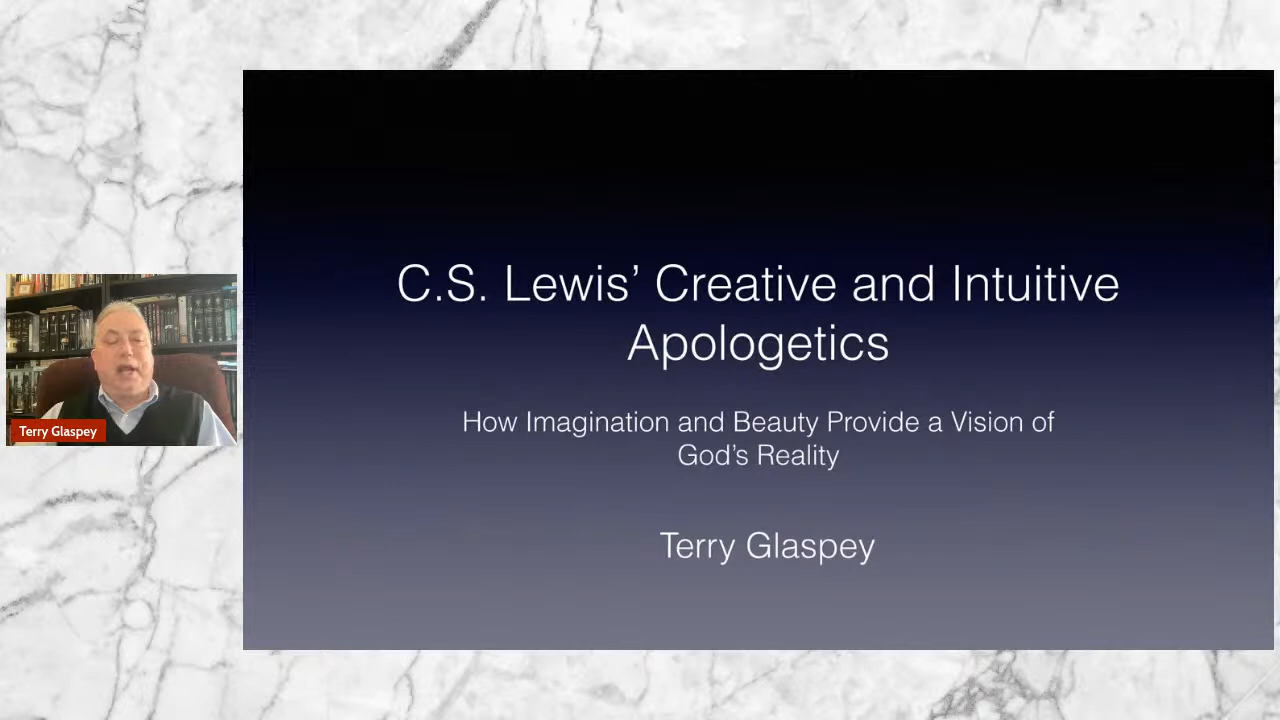 C.S. Lewis’ Creative and Intuitive
Apologetics
How Imagination and Beauty Provide a Vision of
God’s Reality
Terry Glaspey
Terry Glaspey